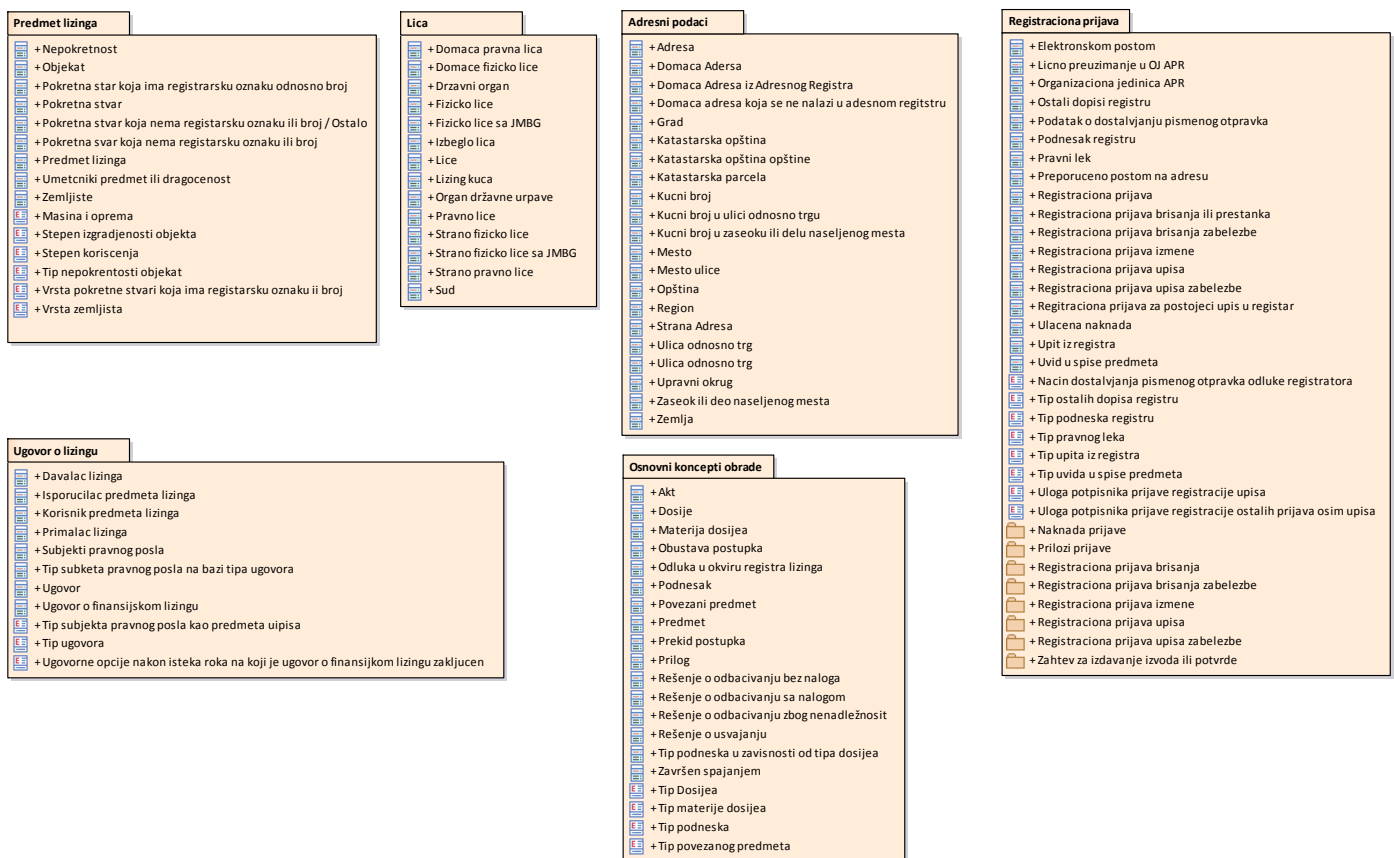 Predmet lizinga
+Nepokretnost
+Objekat
+Pokretna star koja ima registrarsku oznaku odnosno broj
+Pokretna stvar
+Pokretna stvar koja nema registarsku oznaku ili broj / Ostalo
+Pokretna svar koja nema registarsku oznaku ili broj
+Predmet lizinga
+Umetcniki predmet ili dragocenost
+Zemljiste
+Masina i oprema
+Stepen izgradjenosti objekta
+Stepen koriscenja
+Tip nepokrentosti objekat
+Vrsta pokretne stvari koja ima registarsku oznaku ii broj
+Vrsta zemljista
Lica
+Domaca pravna lica
+Domace fizicko lice
+Drzavni organ
+Fizicko lice
+Fizicko lice sa JMBG
+Izbeglo lica
+Lice
+Lizing kuca
+Organ državne urpave
+Pravno lice
+Strano fizicko lice
+Strano fizicko lice sa JMBG
+Strano pravno lice
+Sud
Adresni podaci
+Adresa
+Domaca Adersa
+Domaca Adresa iz Adresnog Registra
+Domaca adresa koja se ne nalazi u adesnom regitstru
+Grad
+Katastarska opština
+Katastarska opština opštine
+Katastarska parcela
+Kucni broj
+Kucni broj u ulici odnosno trgu
+Kucni broj u zaseoku ili delu naseljenog mesta
+Mesto
+Mesto ulice
+Opština
+Region
+Strana Adresa
+Ulica odnosno trg
+Ulica odnosno trg
+Upravni okrug
+Zaseok ili deo naseljenog mesta
+Zemlja
Registraciona prijava
+Elektronskom postom
+Licno preuzimanje u OJ APR
+Organizaciona jedinica APR
+Ostali dopisi registru
+Podatak o dostalvjanju pismenog otpravka
+Podnesak registru
+Pravni lek
+Preporuceno postom na adresu
+Registraciona prijava
+Registraciona prijava brisanja ili prestanka
+Registraciona prijava brisanja zabelezbe
+Registraciona prijava izmene
+Registraciona prijava upisa
+Registraciona prijava upisa zabelezbe
+Regitraciona prijava za postojeci upis u registar
+Ulacena naknada
+Upit iz registra
+Uvid u spise predmeta
+Nacin dostalvjanja pismenog otpravka odluke registratora
+Tip ostalih dopisa registru
+Tip podneska registru
+Tip pravnog leka
+Tip upita iz registra
+Tip uvida u spise predmeta
+Uloga potpisnika prijave registracije upisa
+Uloga potpisnika prijave registracije ostalih prijava osim upisa
+Naknada prijave
+Prilozi prijave
+Registraciona prijava brisanja
+Registraciona prijava brisanja zabelezbe
+Registraciona prijava izmene
+Registraciona prijava upisa
+Registraciona prijava upisa zabelezbe
+Zahtev za izdavanje izvoda ili potvrde
Ugovor o lizingu
+Davalac lizinga
+Isporucilac predmeta lizinga
+Korisnik predmeta lizinga
+Primalac lizinga
+Subjekti pravnog posla
+Tip subketa pravnog posla na bazi tipa ugovora
+Ugovor
+Ugovor o finansijskom lizingu
+Tip subjekta pravnog posla kao predmeta uipisa
+Tip ugovora
+Ugovorne opcije nakon isteka roka na koji je ugovor o finansijkom lizingu zakljucen
Osnovni koncepti obrade
+Akt
+Dosije
+Materija dosijea
+Obustava postupka
+Odluka u okviru registra lizinga
+Podnesak
+Povezani predmet
+Predmet
+Prekid postupka
+Prilog
+Rešenje o odbacivanju bez naloga
+Rešenje o odbacivanju sa nalogom
+Rešenje o odbacivanju zbog nenadležnosit
+Rešenje o usvajanju
+Tip podneska u zavisnosti od tipa dosijea
+Završen spajanjem
+Tip Dosijea
+Tip materije dosijea
+Tip podneska
+Tip povezanog predmeta